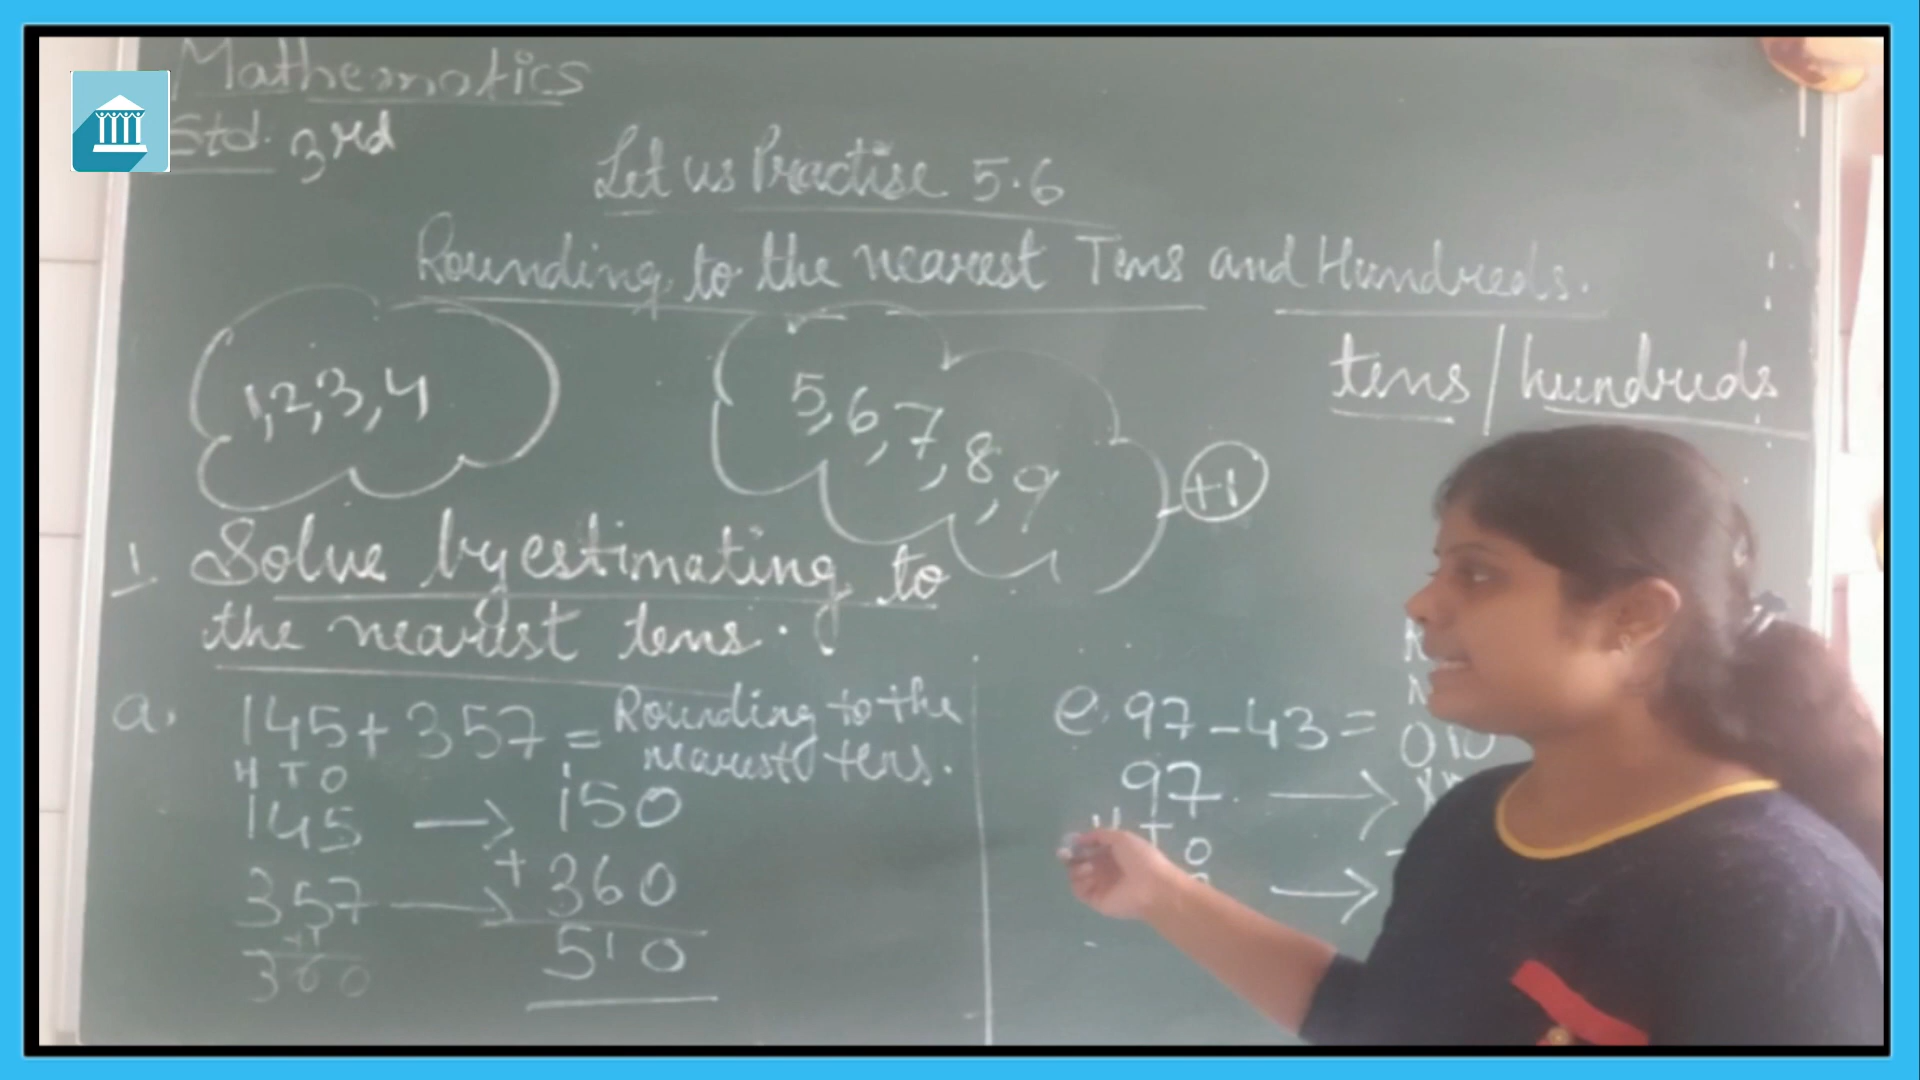 Mathematics
Std. 3rd
Let us Practise 5.6
Rounding to the nearest Tens and Hundreds.
tens / hundreds
1, 2, 3, 4
5, 6, 7, 8, 9
+1
1 Solve by estimating to
the nearest tens.
a. 145 + 357 = Rounding to the
nearest tens.
H T O
145 → 150
357 → + 360
510
+1
360
e. 97 - 43 =
97 →
T O
→